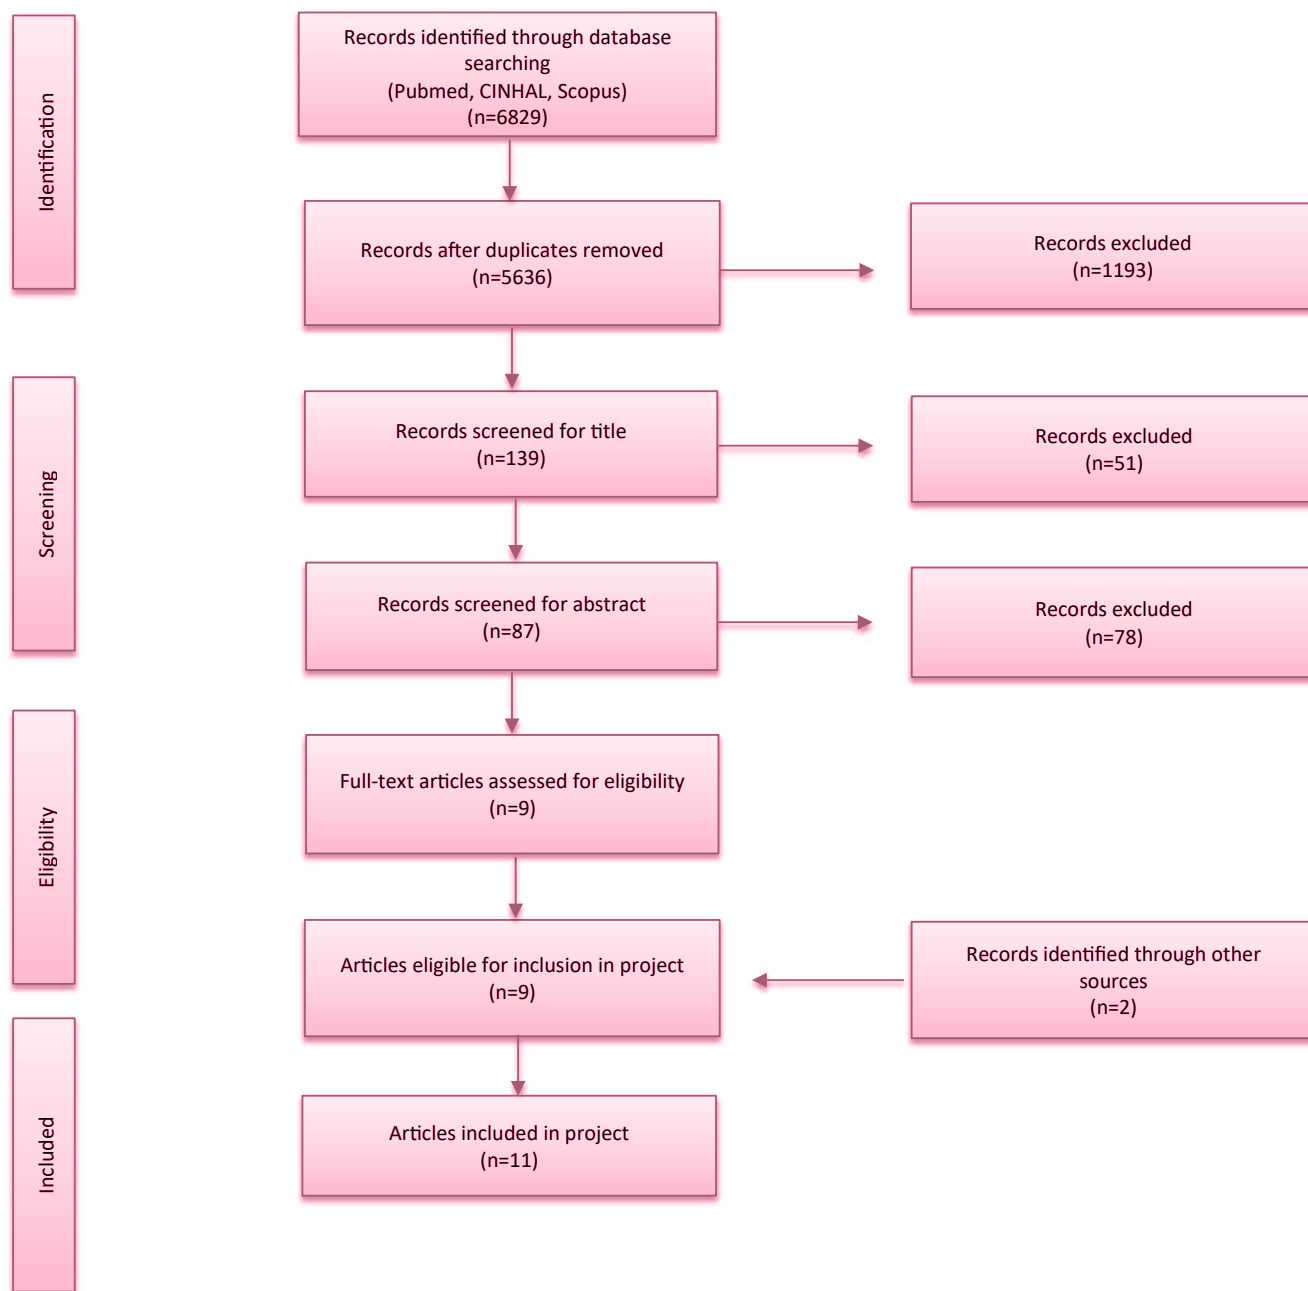 Identification
Records identified through database
searching
(Pubmed, CINHAL, Scopus)
(n=6829)
Records after duplicates removed
(n=5636)
Records excluded
(n=1193)
Screening
Records screened for title
(n=139)
Records excluded
(n=51)
Records screened for abstract
(n=87)
Records excluded
(n=78)
Eligibility
Full-text articles assessed for eligibility
(n=9)
Articles eligible for inclusion in project
(n=9)
Records identified through other
sources
(n=2)
Included
Articles included in project
(n=11)